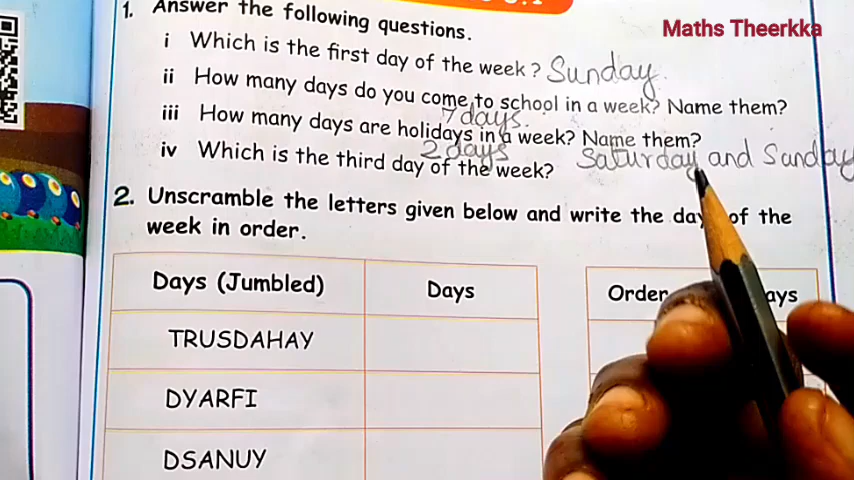 Maths Theerkka
1. Answer the following questions.
i Which is the first day of the week? Sunday.
ii How many days do you come to school in a week? Name them?
7 days.
iii How many days are holidays in a week? Name them?
2 days Saturday and Sunday
iv Which is the third day of the week?
2. Unscramble the letters given below and write the day of the
week in order.
Days (Jumbled) Days Order ays
TRUSDAHAY
DYARFI
DSANUY